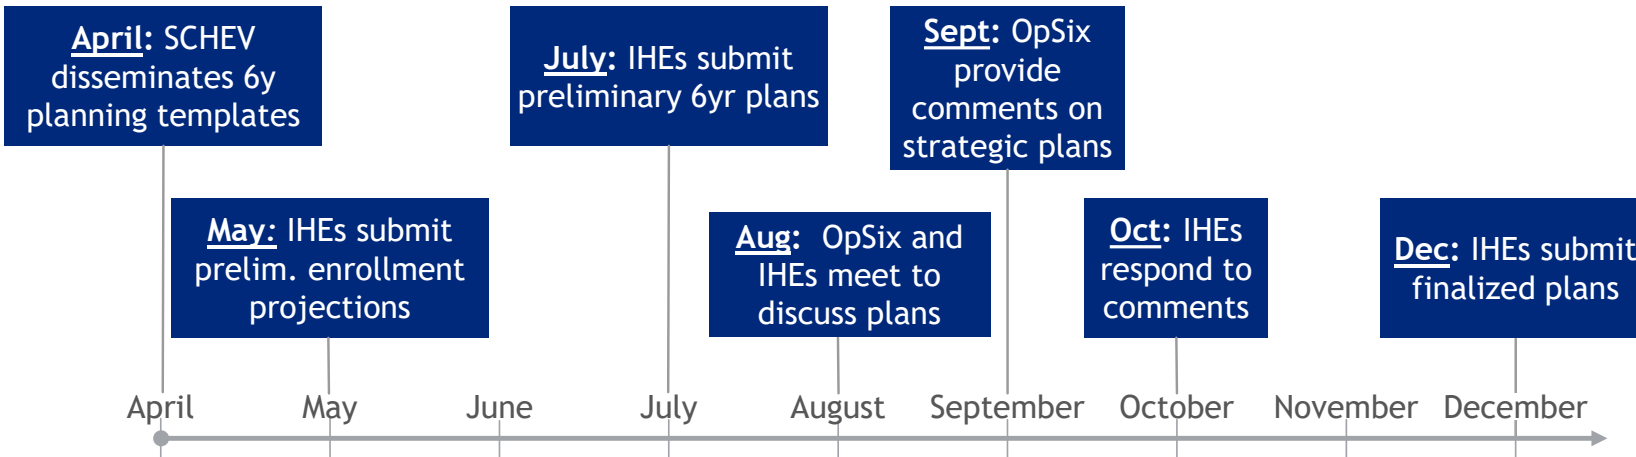 April: SCHEV
disseminates 6y
planning templates
May: IHEs submit
prelim. enrollment
projections
July: IHEs submit
preliminary 6yr plans
Aug: OpSix and
IHEs meet to
discuss plans
Sept: OpSix
provide
comments on
strategic plans
Oct: IHEs
respond to
comments
Dec: IHEs submit
finalized plans
April May June July August September October November December